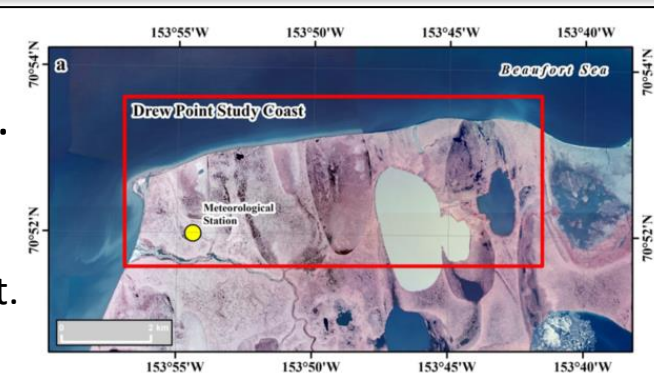 153°55'W 153°50'W 153°45'W 153°40'W
70°54'N
a
Beaufort Sea
70°54'N
Drew Point Study Coast
.
Meteorological
Station
70°52'N
70°52'N
t.
0 2 km
153°55'W 153°50'W 153°45'W 153°40'W